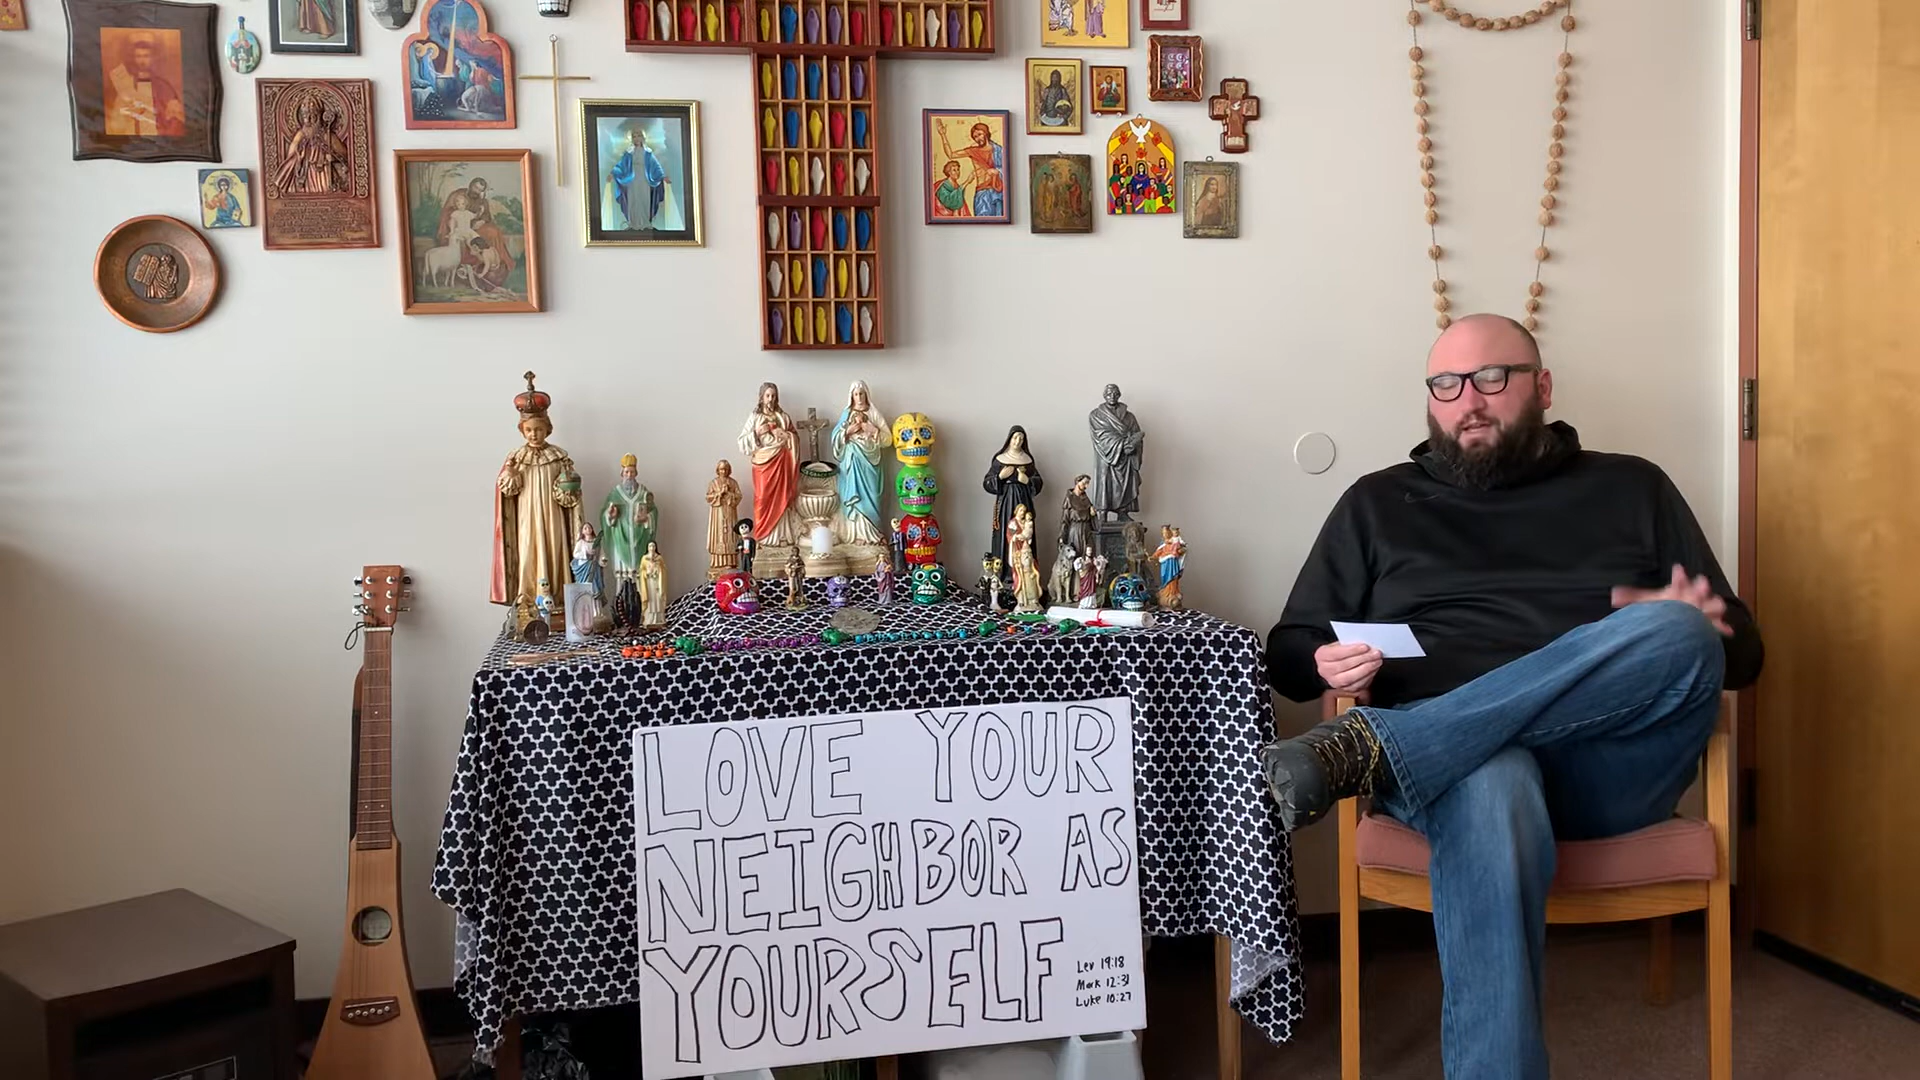 LOVE YOUR
NEIGHBOR AS
YOURSELF
Lev 19:18
Mark 12:31
Luke 10:27